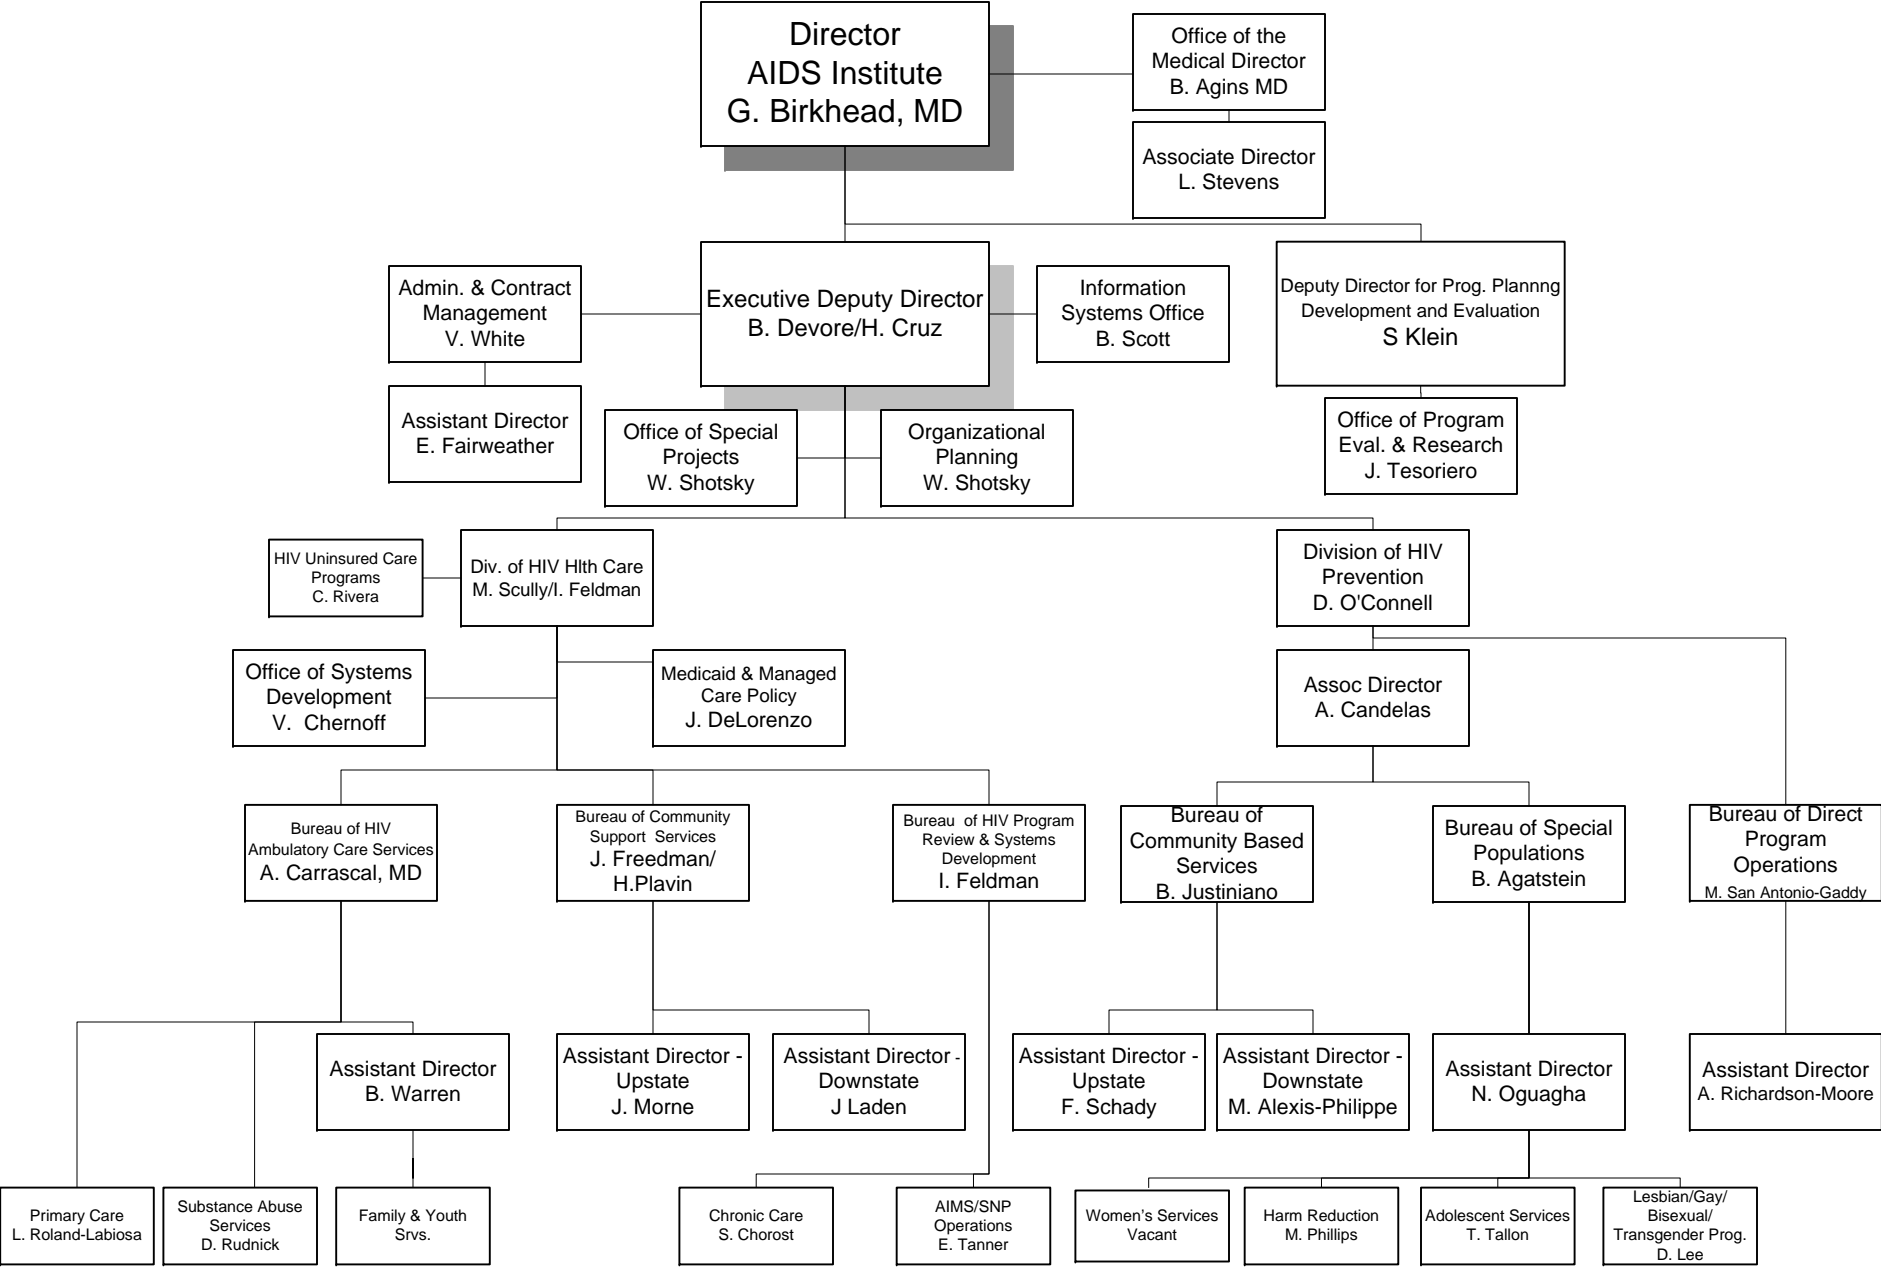 Director
AIDS Institute
G. Birkhead, MD
Office of the
Medical Director
B. Agins MD
Associate Director
L. Stevens
Admin. & Contract
Management
V. White
Executive Deputy Director
B. Devore/H. Cruz
Information
Systems Office
B. Scott
Deputy Director for Prog. Plannng
Development and Evaluation
S Klein
Assistant Director
E. Fairweather
Office of Special
Projects
W. Shotsky
Organizational
Planning
W. Shotsky
Office of Program
Eval. & Research
J. Tesoriero
HIV Uninsured Care
Programs
C. Rivera
Div. of HIV Hlth Care
M. Scully/I. Feldman
Division of HIV
Prevention
D. O'Connell
Office of Systems
Development
V. Chernoff
Medicaid & Managed
Care Policy
J. DeLorenzo
Assoc Director
A. Candelas
Bureau of HIV
Ambulatory Care Services
A. Carrascal, MD
Bureau of Community
Support Services
J. Freedman/
H.Plavin
Bureau of HIV Program
Review & Systems
Development
I. Feldman
Bureau of
Community Based
Services
B. Justiniano
Bureau of Special
Populations
B. Agatstein
Bureau of Direct
Program
Operations
M. San Antonio-Gaddy
Assistant Director
B. Warren
Assistant Director -
Upstate
J. Morne
Assistant Director -
Downstate
J Laden
Assistant Director -
Upstate
F. Schady
Assistant Director -
Downstate
M. Alexis-Philippe
Assistant Director
N. Oguagha
Assistant Director
A. Richardson-Moore
Primary Care
L. Roland-Labiosa
Substance Abuse
Services
D. Rudnick
Family & Youth
Srvs.
Chronic Care
S. Chorost
AIMS/SNP
Operations
E. Tanner
Women’s Services
Vacant
Harm Reduction
M. Phillips
Adolescent Services
T. Tallon
Lesbian/Gay/
Bisexual/
Transgender Prog.
D. Lee